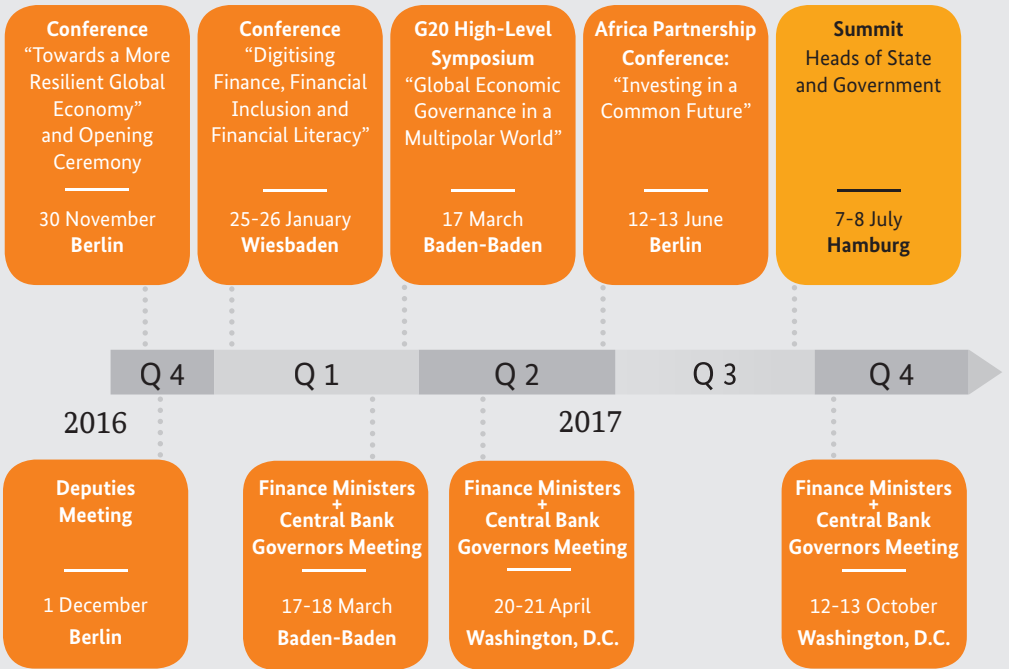 Conference
“Towards a More
Resilient Global
Economy”
and Opening
Ceremony
30 November
Berlin
Conference
“Digitising
Finance, Financial
Inclusion and
Financial Literacy”
25-26 January
Wiesbaden
G20 High-Level
Symposium
“Global Economic
Governance in a
Multipolar World”
17 March
Baden-Baden
Africa Partnership
Conference:
“Investing in a
Common Future”
12-13 June
Berlin
Summit
Heads of State
and Government
7-8 July
Hamburg
Q 4
Q 1
Q 2
Q 3
Q 4
2016
2017
Deputies
Meeting
1 December
Berlin
Finance Ministers
+
Central Bank
Governors Meeting
17-18 March
Baden-Baden
Finance Ministers
+
Central Bank
Governors Meeting
20-21 April
Washington, D.C.
Finance Ministers
+
Central Bank
Governors Meeting
12-13 October
Washington, D.C.